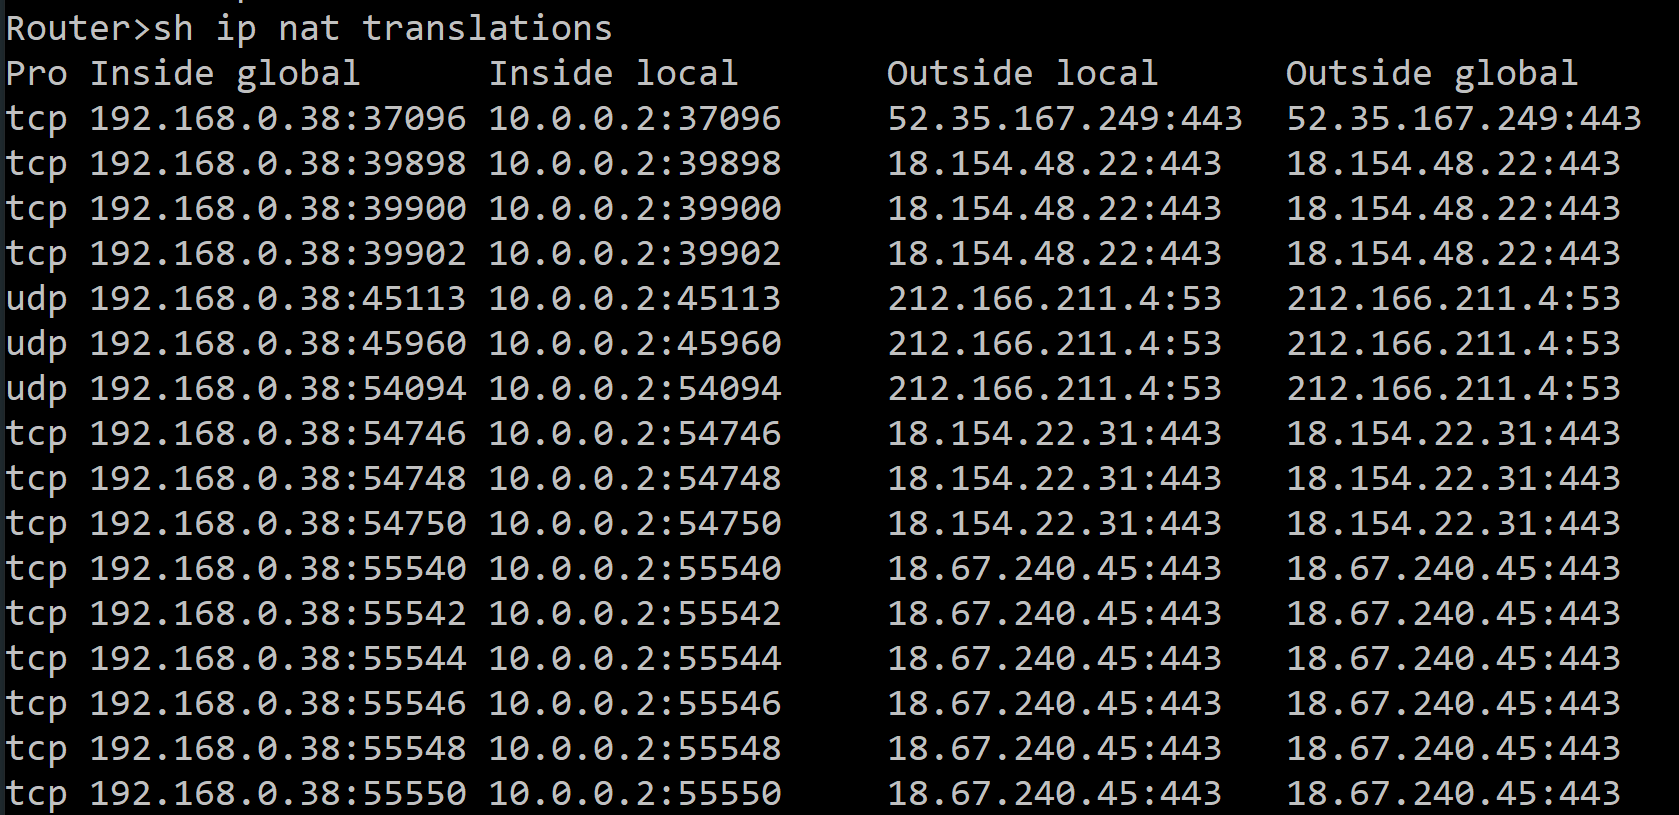 Router>sh ip nat translations
Pro Inside global      Inside local       Outside local      Outside global
tcp 192.168.0.38:37096 10.0.0.2:37096     52.35.167.249:443  52.35.167.249:443
tcp 192.168.0.38:39898 10.0.0.2:39898     18.154.48.22:443   18.154.48.22:443
tcp 192.168.0.38:39900 10.0.0.2:39900     18.154.48.22:443   18.154.48.22:443
tcp 192.168.0.38:39902 10.0.0.2:39902     18.154.48.22:443   18.154.48.22:443
udp 192.168.0.38:45113 10.0.0.2:45113     212.166.211.4:53   212.166.211.4:53
udp 192.168.0.38:45960 10.0.0.2:45960     212.166.211.4:53   212.166.211.4:53
udp 192.168.0.38:54094 10.0.0.2:54094     212.166.211.4:53   212.166.211.4:53
tcp 192.168.0.38:54746 10.0.0.2:54746     18.154.22.31:443   18.154.22.31:443
tcp 192.168.0.38:54748 10.0.0.2:54748     18.154.22.31:443   18.154.22.31:443
tcp 192.168.0.38:54750 10.0.0.2:54750     18.154.22.31:443   18.154.22.31:443
tcp 192.168.0.38:55540 10.0.0.2:55540     18.67.240.45:443   18.67.240.45:443
tcp 192.168.0.38:55542 10.0.0.2:55542     18.67.240.45:443   18.67.240.45:443
tcp 192.168.0.38:55544 10.0.0.2:55544     18.67.240.45:443   18.67.240.45:443
tcp 192.168.0.38:55546 10.0.0.2:55546     18.67.240.45:443   18.67.240.45:443
tcp 192.168.0.38:55548 10.0.0.2:55548     18.67.240.45:443   18.67.240.45:443
tcp 192.168.0.38:55550 10.0.0.2:55550     18.67.240.45:443   18.67.240.45:443